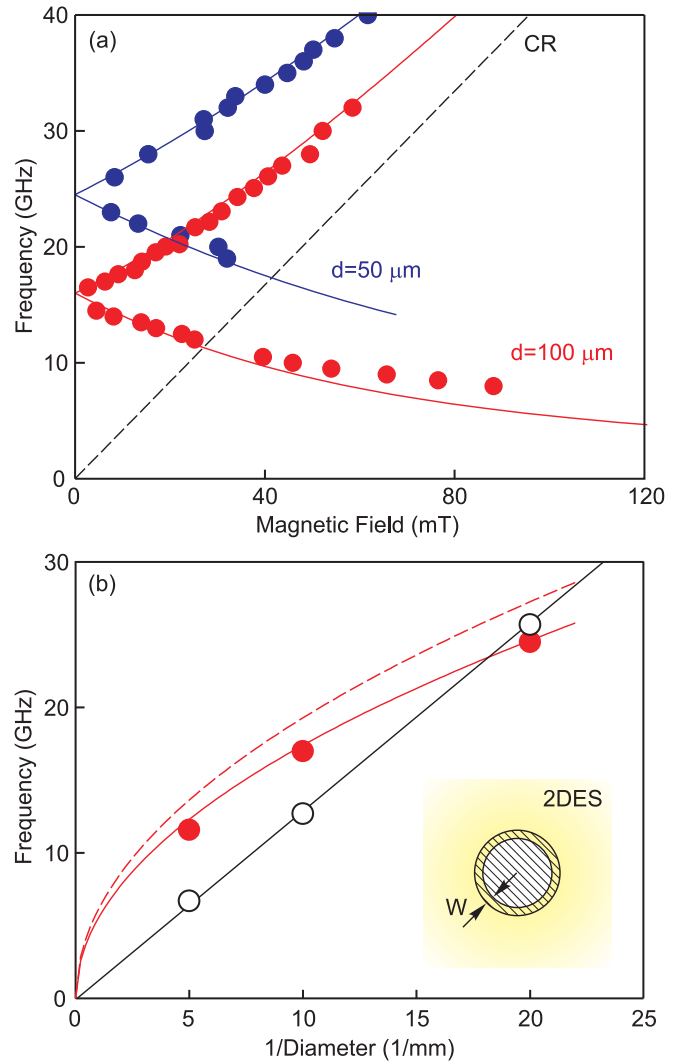 (a)
CR
40
30
20
10
0
Frequency (GHz)
d=50 μm
d=100 μm
0
40
80
120
Magnetic Field (mT)
(b)
30
20
10
0
Frequency (GHz)
2DES
W
0
5
10
15
20
25
1/Diameter (1/mm)